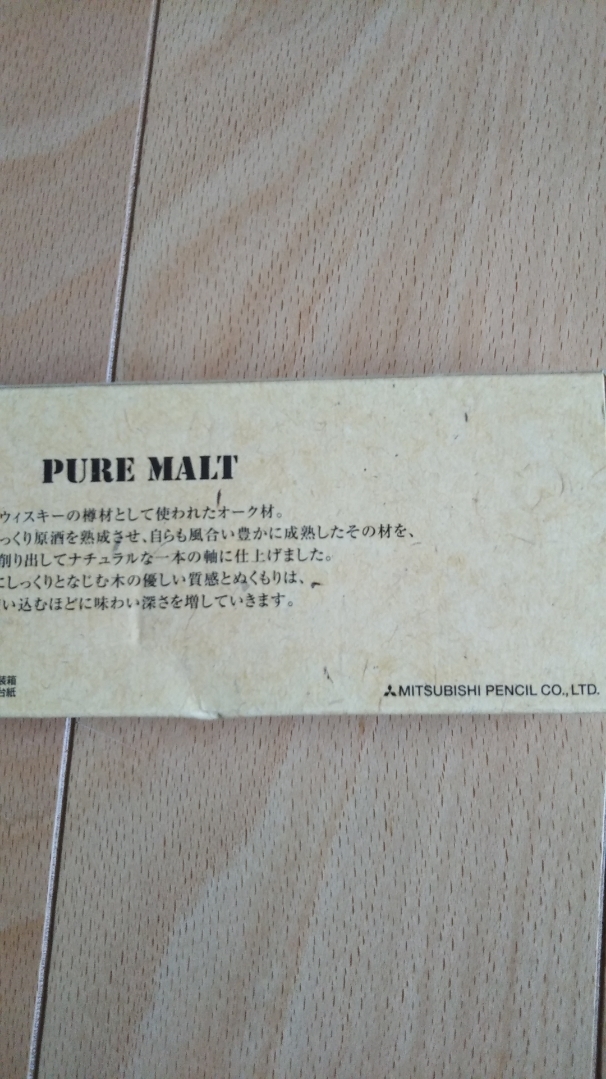 PURE MALT
ウィスキーの樽材として使われたオーク材。
っくり原酒を熟成させ、自らも風合い豊かに成熟したその材を、
削り出してナチュラルな一本の軸に仕上げました。
にしっくりとなじむ木の優しい質感とぬくもりは、
い込むほどに味わい深さを増していきます。
装箱
台紙
MITSUBISHI PENCIL CO.,LTD.